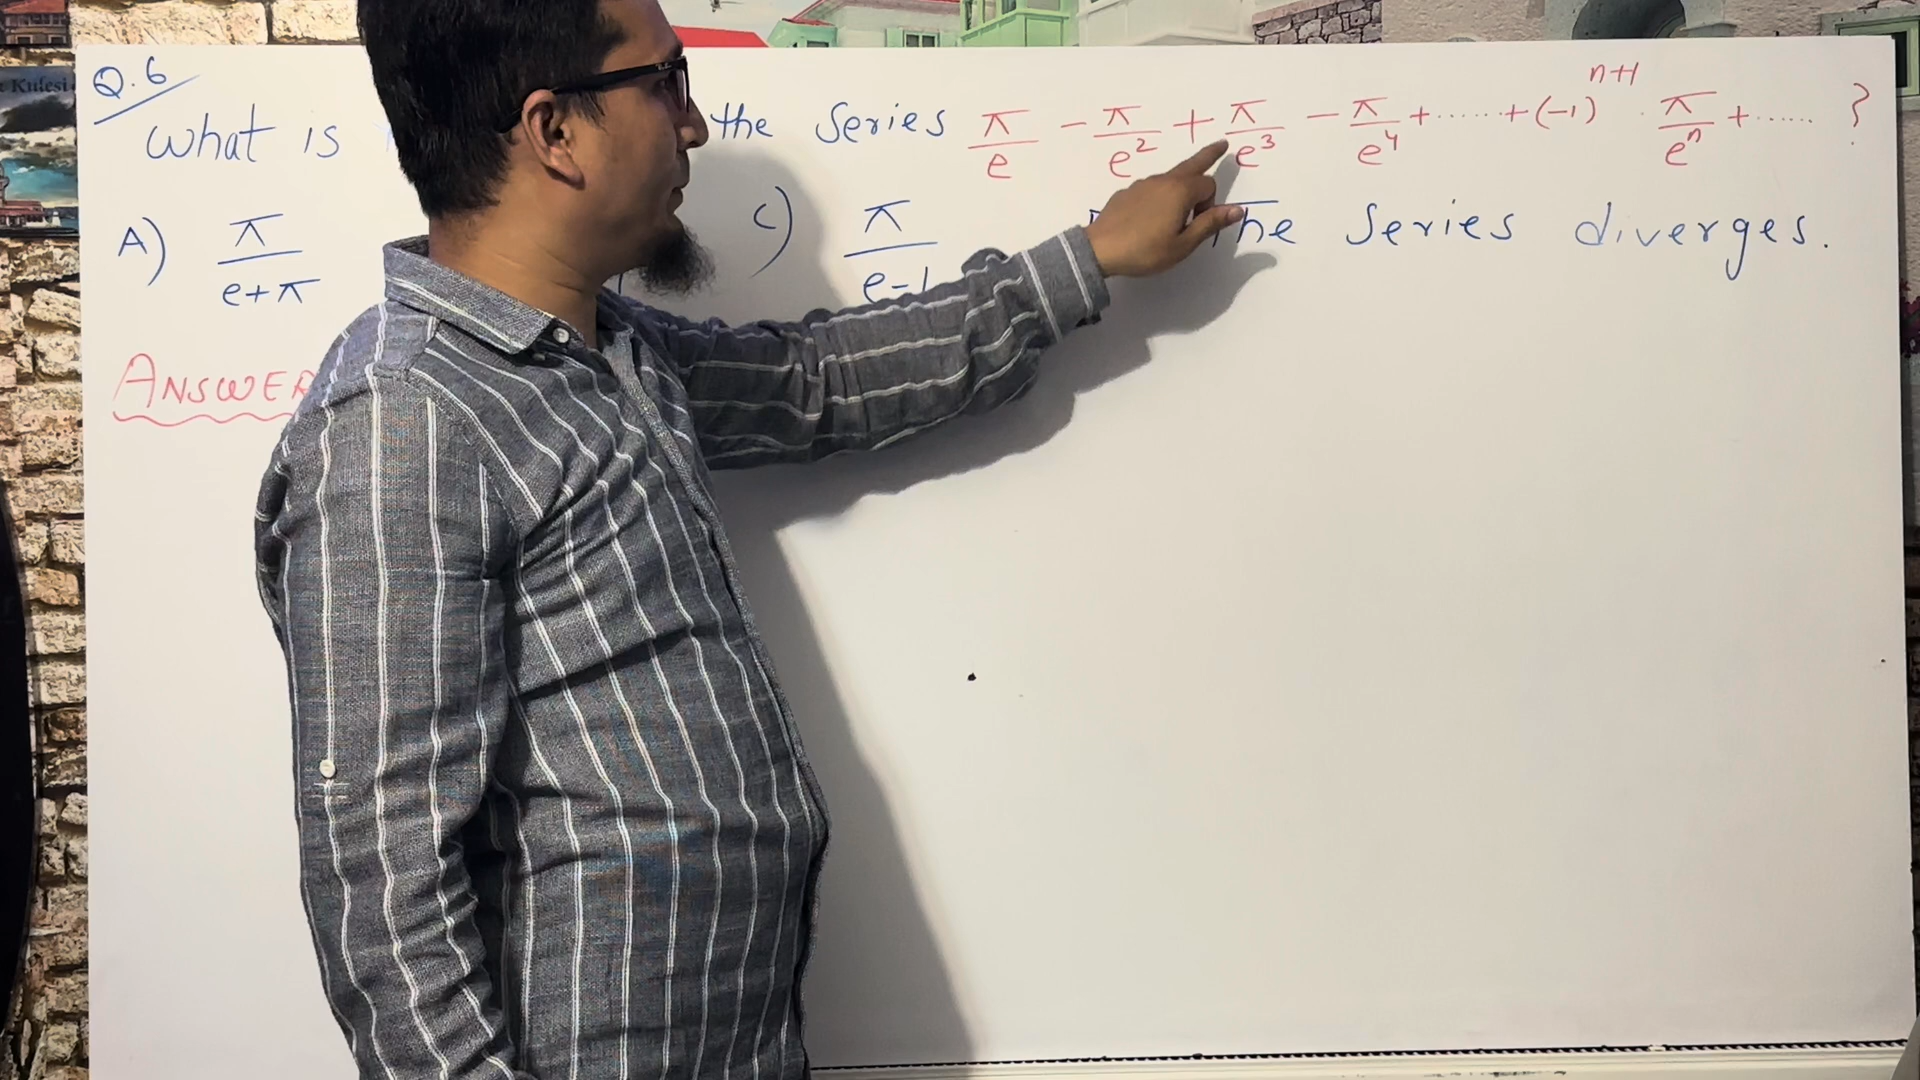 Q.6
What is the series π/e - π/e² + π/e³ - π/e⁴ + ...... + (-1)ⁿ⁺¹ · π/eⁿ + ...... ?
A) π/(e+π) C) π/(e-1) The series diverges.
ANSWER
Kulesi